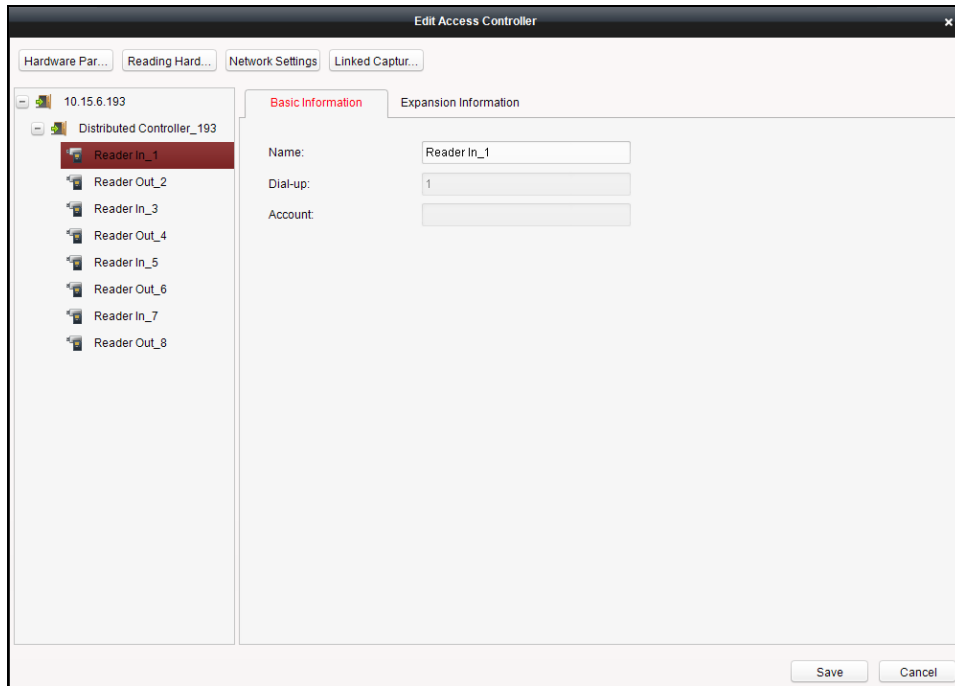 Edit Access Controller ×
Hardware Par... Reading Hard... Network Settings Linked Captur...
10.15.6.193
Distributed Controller_193
Reader In_1
Reader Out_2
Reader In_3
Reader Out_4
Reader In_5
Reader Out_6
Reader In_7
Reader Out_8
Basic Information Expansion Information
Name: Reader In_1
Dial-up: 1
Account:
Save Cancel